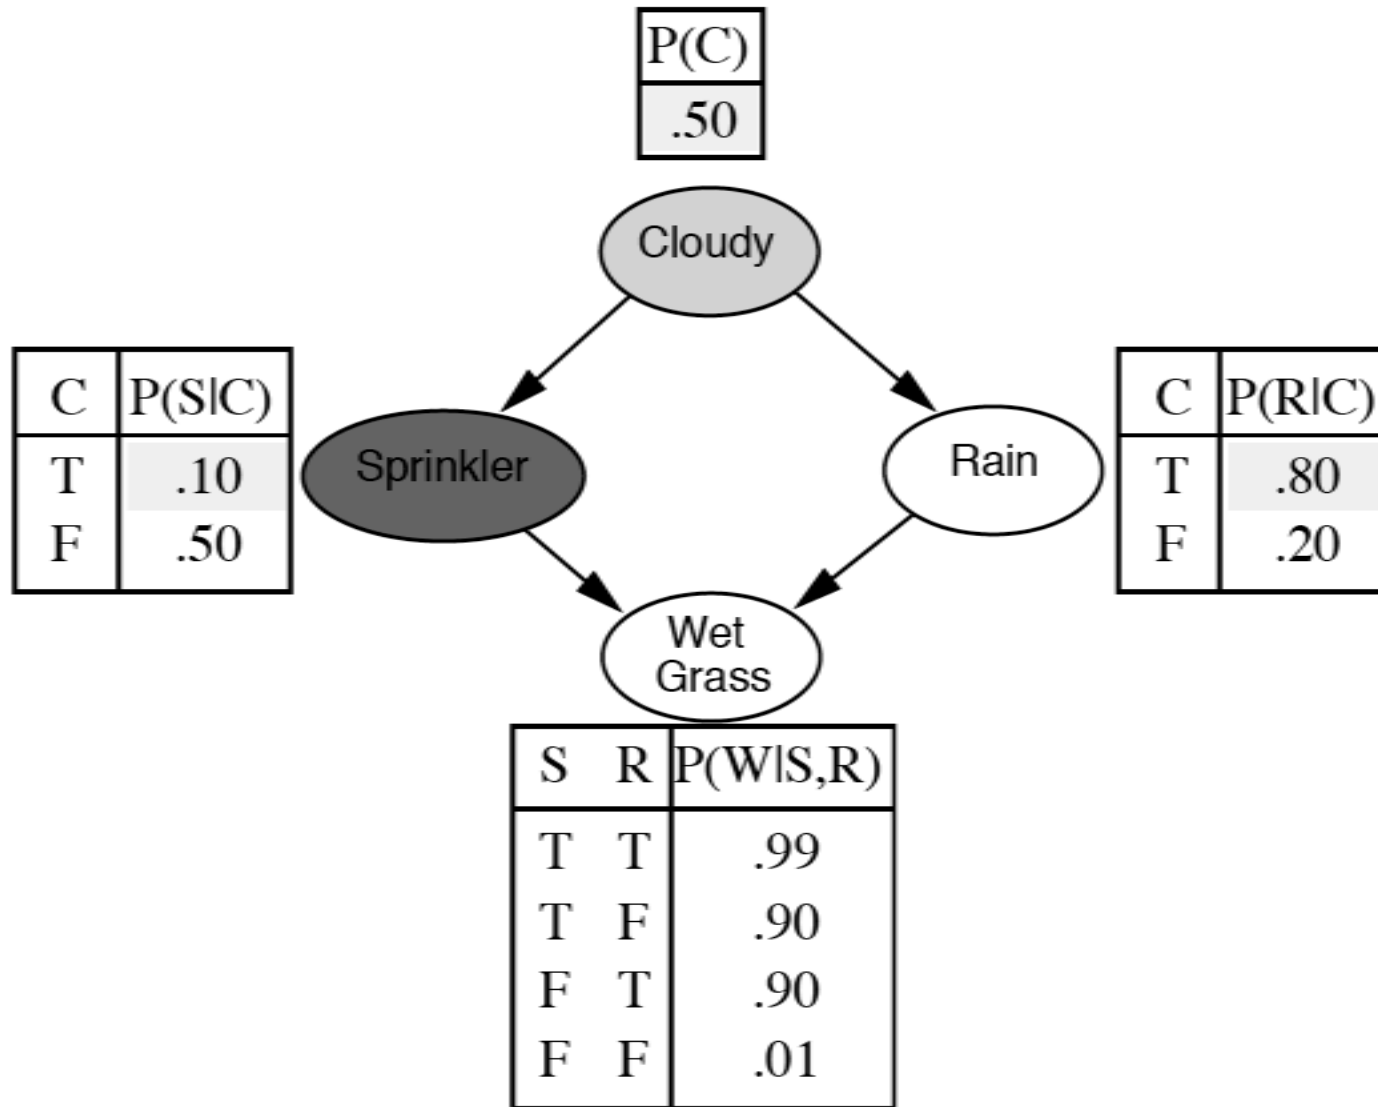 P(C)
.50
Cloudy
C P(S|C)
T .10
F .50
Sprinkler
Rain
C P(R|C)
T .80
F .20
Wet
Grass
S R P(W|S,R)
T T .99
T F .90
F T .90
F F .01